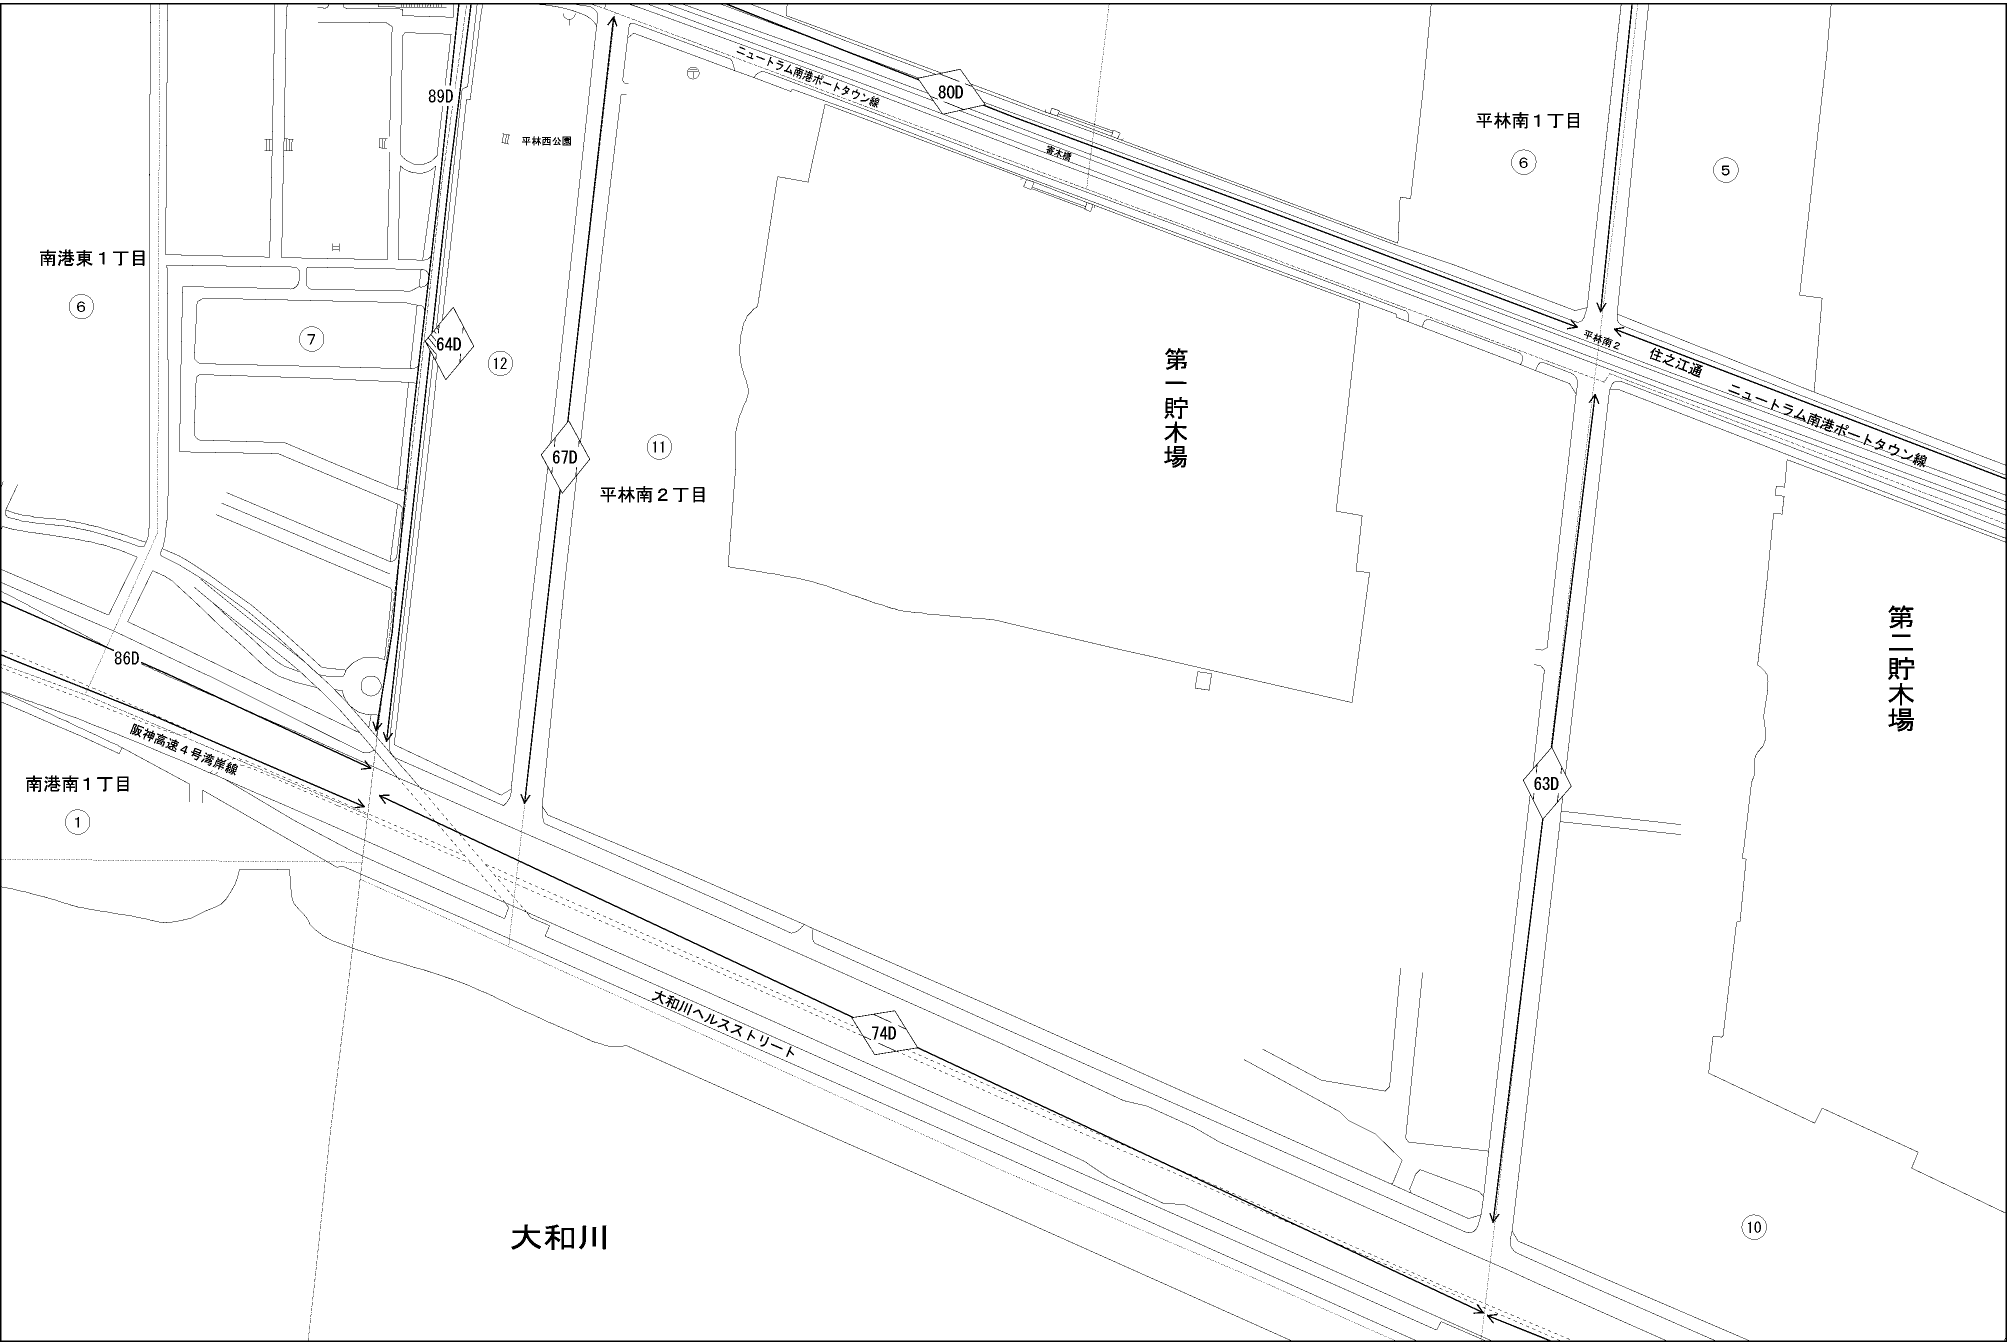 ニュートラム南港ポートタウン線
80D
89D
平林南1丁目
6
5
平林西公園
寄木橋
南港東1丁目
6
7
64D
12
平林南2
住之江通
ニュートラム南港ポートタウン線
第一貯木場
67D
11
平林南2丁目
第二貯木場
86D
阪神高速4号湾岸線
南港南1丁目
1
63D
74D
大和川ヘルスストリート
大和川
10